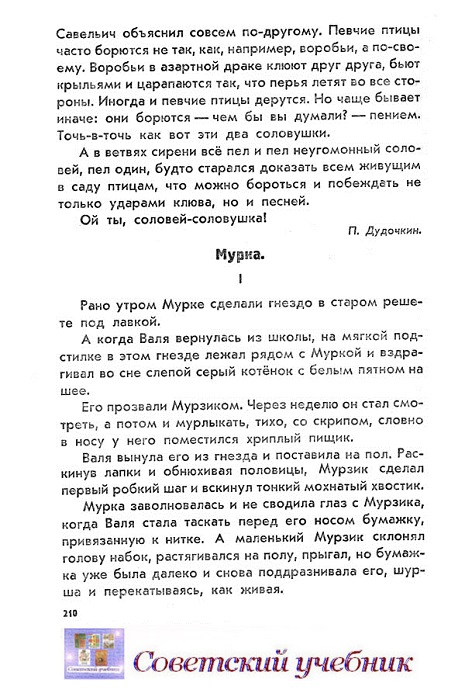 Савельич объяснил совсем по-другому. Певчие птицы
часто борются не так, как, например, воробьи, а по-сво-
ему. Воробьи в азартной драке клюют друг друга, бьют
крыльями и царапаются так, что перья летят во все сто-
роны. Иногда и певчие птицы дерутся. Но чаще бывает
иначе: они борются — чем бы вы думали? — пением.
Точь-в-точь как вот эти два соловушки.
А в ветвях сирени всё пел и пел неугомонный соло-
вей, пел один, будто старался доказать всем живущим
в саду птицам, что можно бороться и побеждать не
только ударами клюва, но и песней.
Ой ты, соловей-соловушка!
П. Дудочкин.
Мурка.
I
Рано утром Мурке сделали гнездо в старом реше-
те под лавкой.
А когда Валя вернулась из школы, на мягкой под-
стилке в этом гнезде лежал рядом с Муркой и вздра-
гивал во сне слепой серый котёнок с белым пятном на
шее.
Его прозвали Мурзиком. Через неделю он стал смо-
треть, а потом и мурлыкать, тихо, со скрипом, словно
в носу у него поместился хриплый пищик.
Валя вынула его из гнезда и поставила на пол. Рас-
кинув лапки и обнюхивая половицы, Мурзик сделал
первый робкий шаг и вскинул тонкий мохнатый хвостик.
Мурка заволновалась и не сводила глаз с Мурзика,
когда Валя стала таскать перед его носом бумажку,
привязанную к нитке. А маленький Мурзик склонял
голову набок, растягивался на полу, прыгал, но бумаж-
ка уже была далеко и снова поддразнивала его, шур-
ша и перекатываясь, как живая.
210
Советский учебник